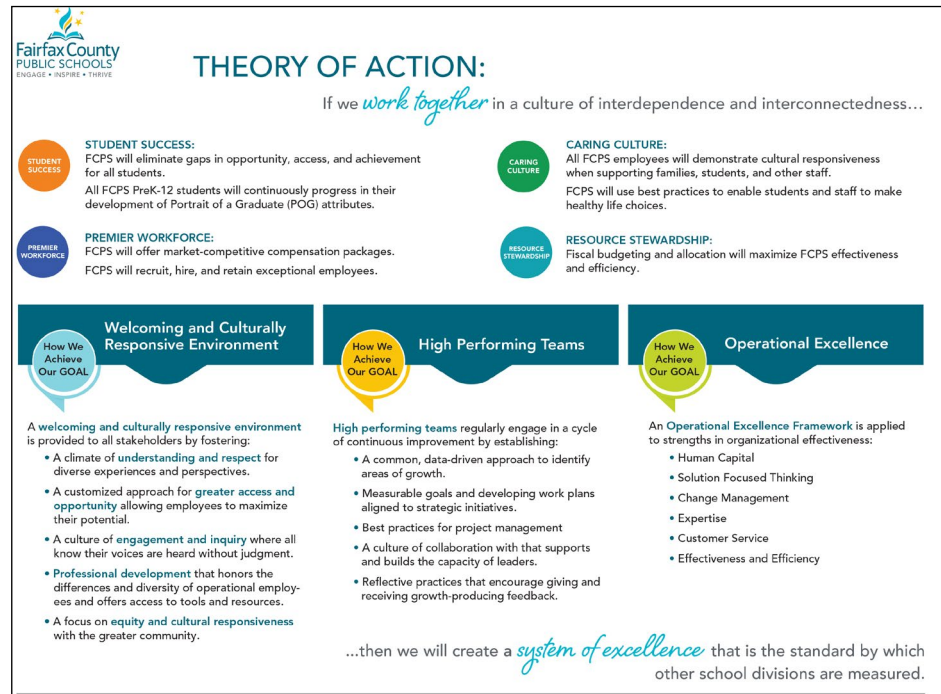 Fairfax County
PUBLIC SCHOOLS
ENGAGE • INSPIRE • THRIVE
THEORY OF ACTION:
If we work together in a culture of interdependence and interconnectedness...
STUDENT
SUCCESS
STUDENT SUCCESS:
FCPS will eliminate gaps in opportunity, access, and achievement
for all students.
All FCPS PreK-12 students will continuously progress in their
development of Portrait of a Graduate (POG) attributes.
CARING
CULTURE
CARING CULTURE:
All FCPS employees will demonstrate cultural responsiveness
when supporting families, students, and other staff.
FCPS will use best practices to enable students and staff to make
healthy life choices.
PREMIER
WORKFORCE
PREMIER WORKFORCE:
FCPS will offer market-competitive compensation packages.
FCPS will recruit, hire, and retain exceptional employees.
RESOURCE
STEWARDSHIP
RESOURCE STEWARDSHIP:
Fiscal budgeting and allocation will maximize FCPS effectiveness
and efficiency.
How We
Achieve
Our GOAL
Welcoming and Culturally
Responsive Environment
A welcoming and culturally responsive environment
is provided to all stakeholders by fostering:
• A climate of understanding and respect for
diverse experiences and perspectives.
• A customized approach for greater access and
opportunity allowing employees to maximize
their potential.
• A culture of engagement and inquiry where all
know their voices are heard without judgment.
• Professional development that honors the
differences and diversity of operational employ-
ees and offers access to tools and resources.
• A focus on equity and cultural responsiveness
with the greater community.
How We
Achieve
Our GOAL
High Performing Teams
High performing teams regularly engage in a cycle
of continuous improvement by establishing:
• A common, data-driven approach to identify
areas of growth.
• Measurable goals and developing work plans
aligned to strategic initiatives.
• Best practices for project management
• A culture of collaboration with that supports
and builds the capacity of leaders.
• Reflective practices that encourage giving and
receiving growth-producing feedback.
How We
Achieve
Our GOAL
Operational Excellence
An Operational Excellence Framework is applied
to strengths in organizational effectiveness:
• Human Capital
• Solution Focused Thinking
• Change Management
• Expertise
• Customer Service
• Effectiveness and Efficiency
...then we will create a system of excellence that is the standard by which
other school divisions are measured.